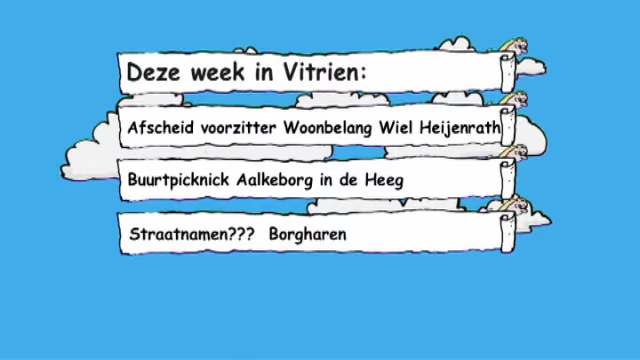 Deze week in Vitrien:
Afscheid voorzitter Woonbelang Wiel Heijenrath
Buurtpicknick Aalkeborg in de Heeg
Straatnamen??? Borgharen